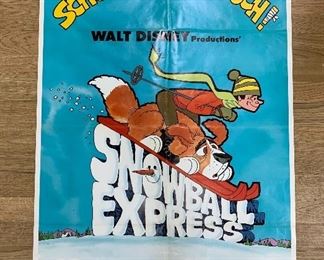 WALT DISNEY Productions'
SNOWBALL
EXPRESS